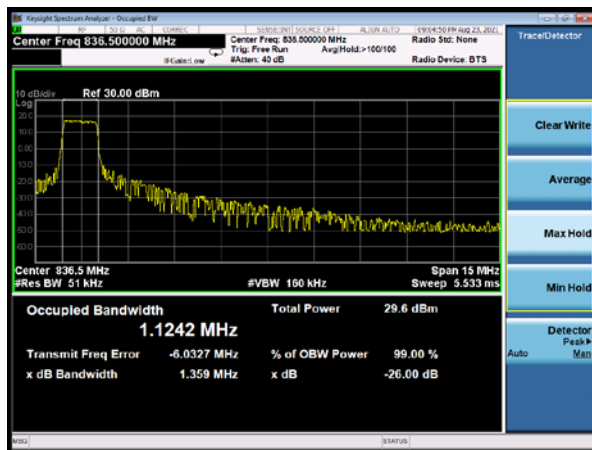 Keysight Spectrum Analyzer - Occupied BW
RF 50 Ω AC CORREC SENSE:INT SOURCE OFF ALIGN AUTO 09:04:50 PM Aug 23, 2021
Center Freq 836.500000 MHz
Center Freq: 836.500000 MHz Radio Std: None
Trig: Free Run Avg|Hold:>100/100
#IFGain:Low #Atten: 40 dB Radio Device: BTS
Trace/Detector
10 dB/div Ref 30.00 dBm
Log
20.0
10.0
0.00
-10.0
-20.0
-30.0
-40.0
-50.0
-60.0
Center 836.5 MHz Span 15 MHz
#Res BW 51 kHz #VBW 160 kHz Sweep 5.533 ms
Occupied Bandwidth Total Power 29.6 dBm
1.1242 MHz
Transmit Freq Error -6.0327 MHz % of OBW Power 99.00 %
x dB Bandwidth 1.359 MHz x dB -26.00 dB
Clear Write
Average
Max Hold
Min Hold
Detector
Peak▶
Auto Man
MSG STATUS